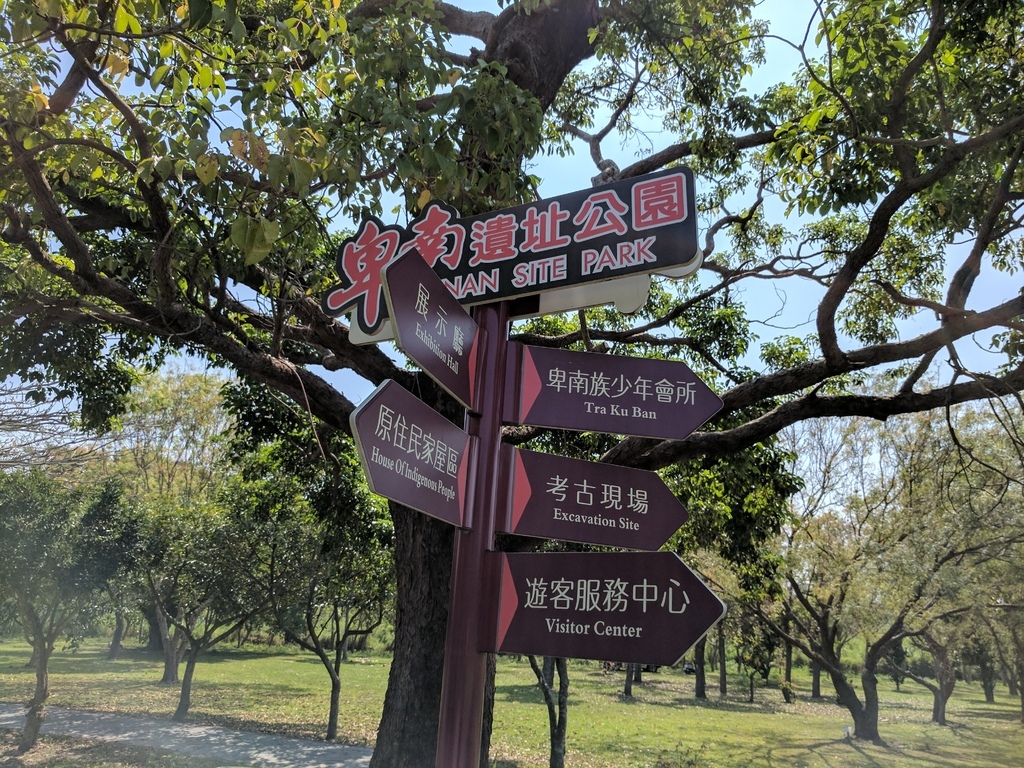 卑南遺址公園
NAN SITE PARK
展示廳
Exhibition Hall
卑南族少年會所
Tra Ku Ban
原住民家屋區
House Of Indigenous People
考古現場
Excavation Site
遊客服務中心
Visitor Center